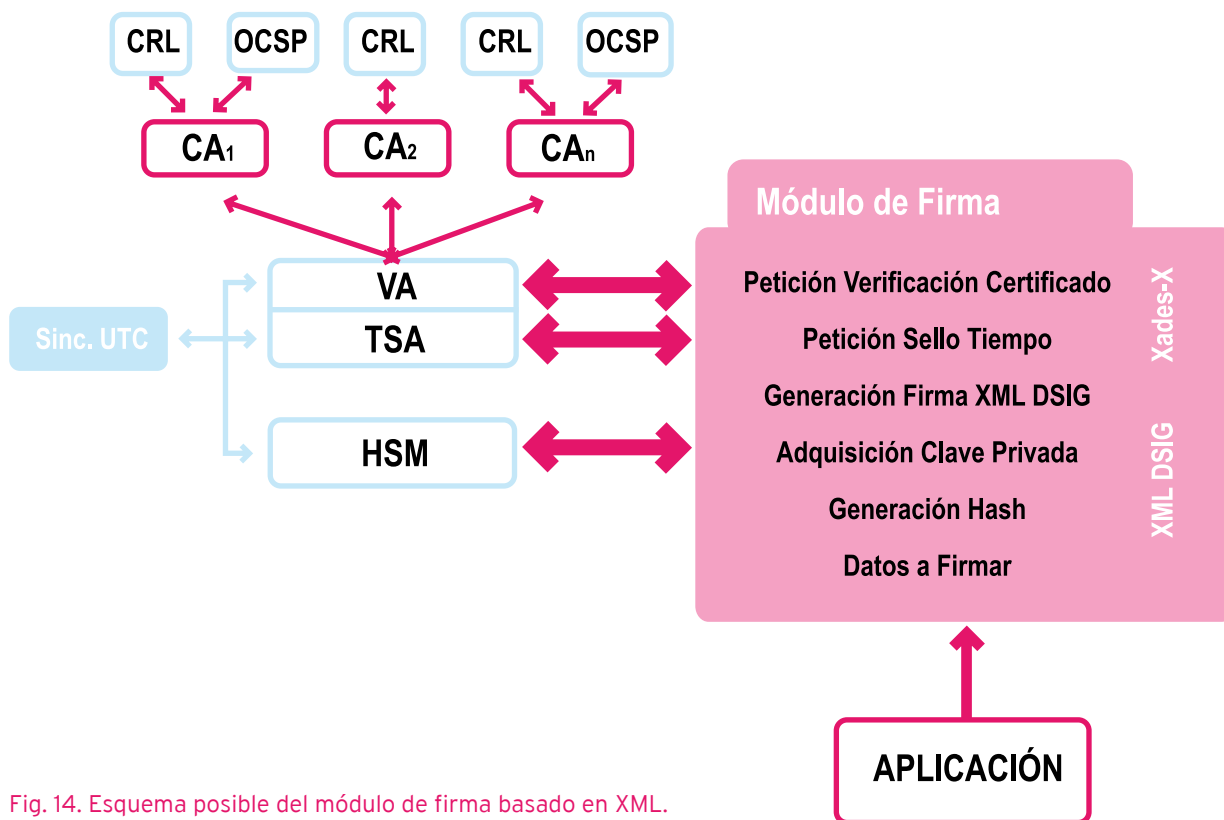 CRL OCSP CRL CRL OCSP
CA1 CA2 CAn
Módulo de Firma
VA
TSA
HSM
Sinc. UTC
Petición Verificación Certificado
Petición Sello Tiempo
Generación Firma XML DSIG
Adquisición Clave Privada
Generación Hash
Datos a Firmar
Xades-X
XML DSIG
APLICACIÓN
Fig. 14. Esquema posible del módulo de firma basado en XML.